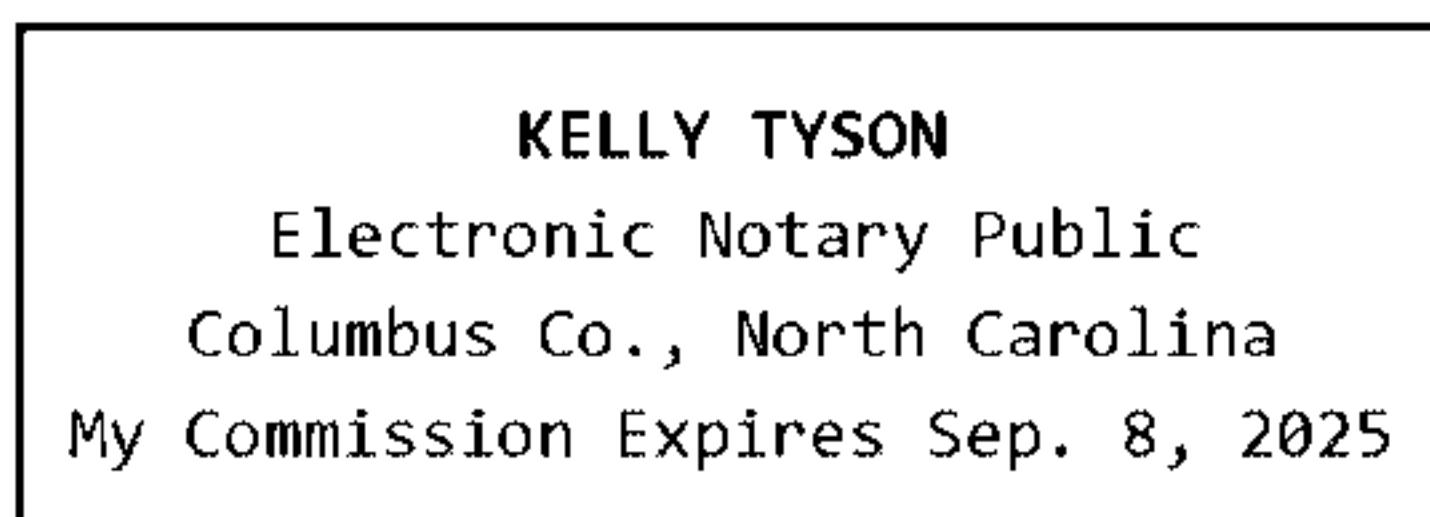 KELLY TYSON
Electronic Notary Public
Columbus Co., North Carolina
My Commission Expires Sep. 8, 2025